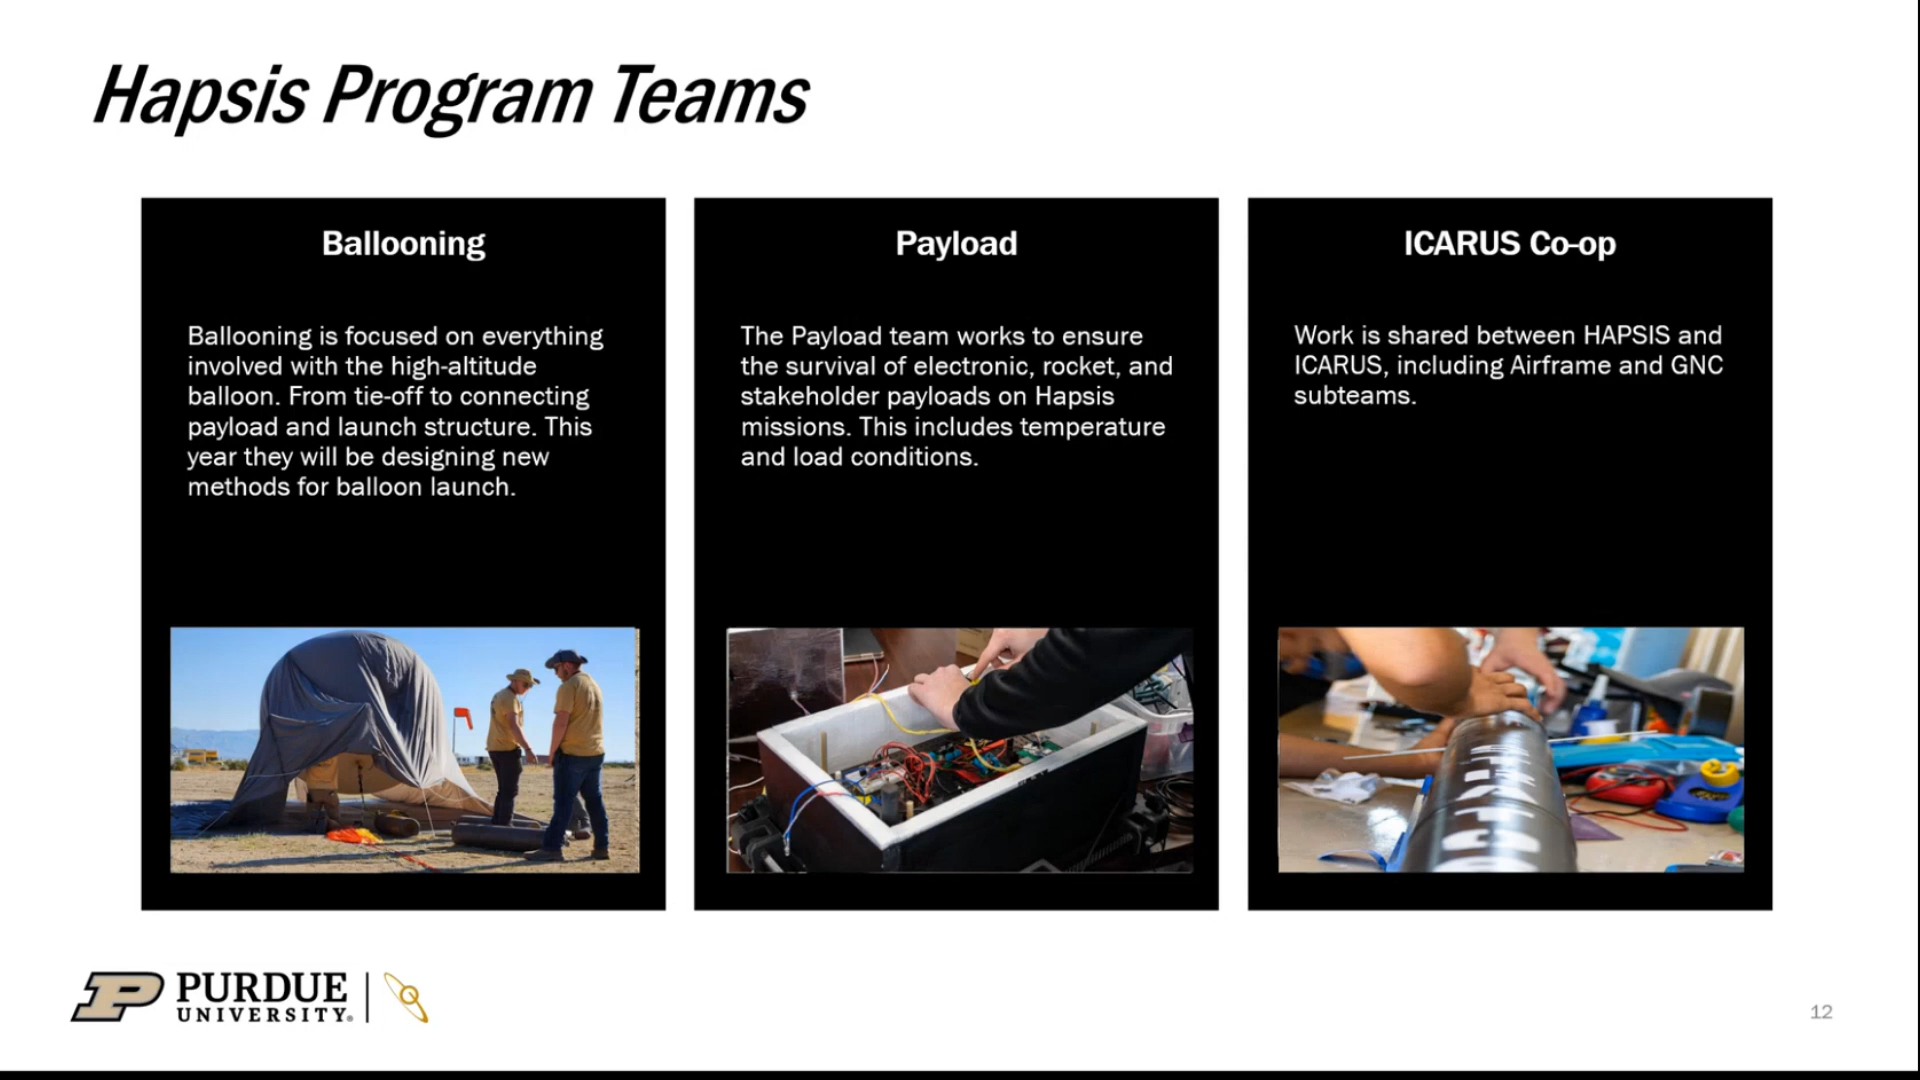 Hapsis Program Teams
Ballooning
Ballooning is focused on everything
involved with the high-altitude
balloon. From tie-off to connecting
payload and launch structure. This
year they will be designing new
methods for balloon launch.
Payload
The Payload team works to ensure
the survival of electronic, rocket, and
stakeholder payloads on Hapsis
missions. This includes temperature
and load conditions.
ICARUS Co-op
Work is shared between HAPSIS and
ICARUS, including Airframe and GNC
subteams.
P PURDUE
UNIVERSITY®
12